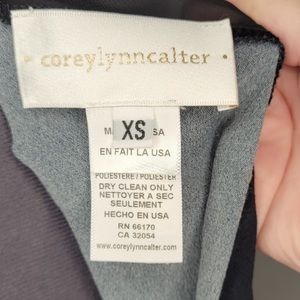 • coreylynncalter •
XS
EN FAIT LA USA
POLIESTERE / POLIESTER
DRY CLEAN ONLY
NETTOYER A SEC
SEULEMENT
HECHO EN USA
RN 66170
CA 32054
www.coreylynncalter.com